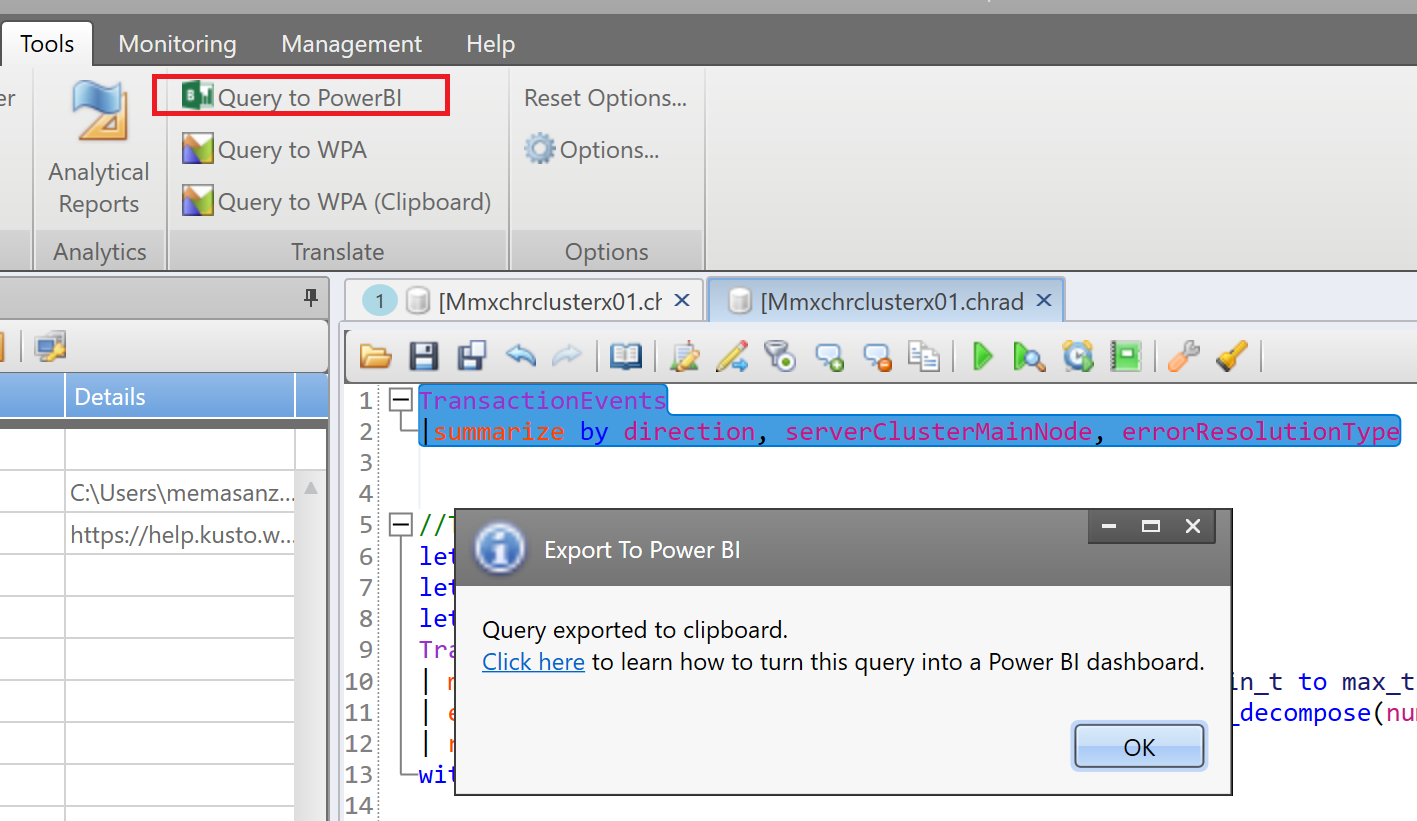 Tools Monitoring Management Help
er
Query to PowerBI
Reset Options...
Query to WPA
Options...
Analytical
Reports
Query to WPA (Clipboard)
Analytics Translate Options
1 [Mmxchrclusterx01.ch [Mmxchrclusterx01.chrad
Details
C:\Users\memasanz...
https://help.kusto.w...
1 TransactionEvents
2 |summarize by direction, serverClusterMainNode, errorResolutionType
3
4
5 //
6 let
7 let
8 let
9 Tra
10 | in_t to max_t
11 | _decompose(nu
12 |
13 wit
14
Export To Power BI
Query exported to clipboard.
Click here to learn how to turn this query into a Power BI dashboard.
OK